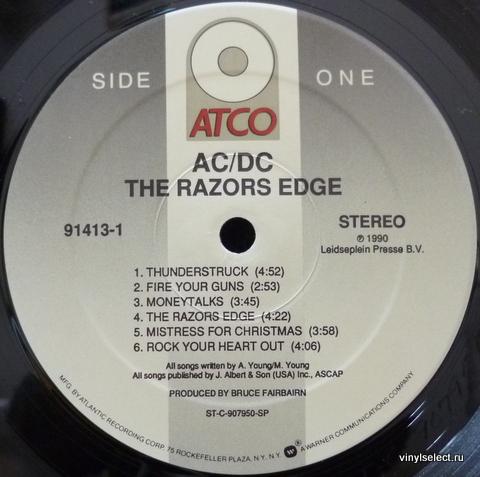 SIDE ONE
ATCO
AC/DC
THE RAZORS EDGE
91413-1
STEREO
℗ 1990
Leidseplein Presse B.V.
1. THUNDERSTRUCK (4:52)
2. FIRE YOUR GUNS (2:53)
3. MONEYTALKS (3:45)
4. THE RAZORS EDGE (4:22)
5. MISTRESS FOR CHRISTMAS (3:58)
6. ROCK YOUR HEART OUT (4:06)
All songs written by A. Young/M. Young
All songs published by J. Albert & Son (USA) Inc., ASCAP
PRODUCED BY BRUCE FAIRBAIRN
ST-C-907950-SP
MFG. BY ATLANTIC RECORDING CORP. 75 ROCKEFELLER PLAZA, N.Y. N.Y. W A WARNER COMMUNICATIONS COMPANY
vinylselect.ru